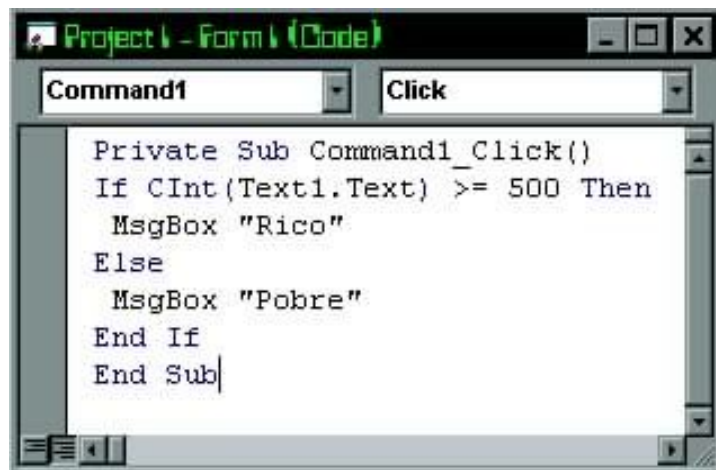 Project1 - Form1 (Code)
Command1 Click
Private Sub Command1_Click()
If CInt(Text1.Text) >= 500 Then
MsgBox "Rico"
Else
MsgBox "Pobre"
End If
End Sub